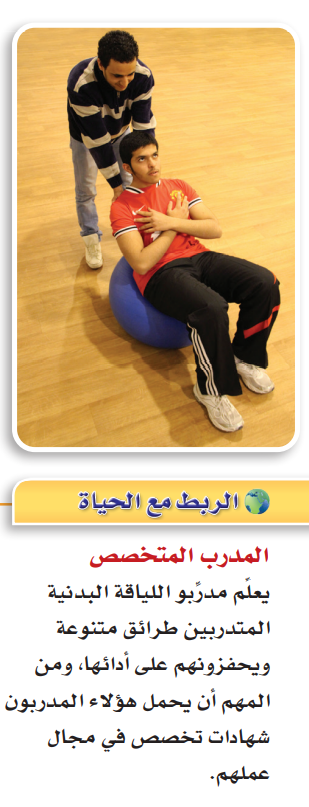 الربط مع الحياة
المدرب المتخصص
يعلّم مدرّبو اللياقة البدنية
المتدربين طرائق متنوعة
ويحفزونهم على أدائها، ومن
المهم أن يحمل هؤلاء المدربون
شهادات تخصص في مجال
عملهم.